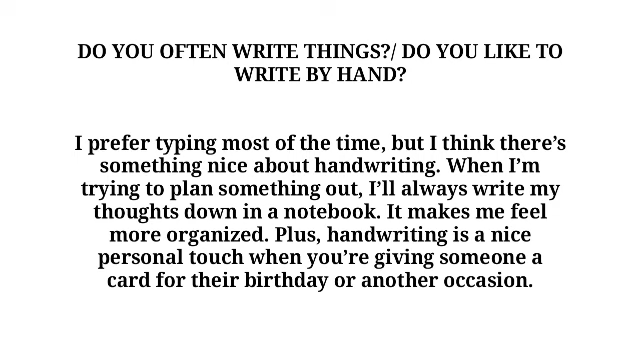 DO YOU OFTEN WRITE THINGS?/ DO YOU LIKE TO
WRITE BY HAND?
I prefer typing most of the time, but I think there’s
something nice about handwriting. When I’m
trying to plan something out, I’ll always write my
thoughts down in a notebook. It makes me feel
more organized. Plus, handwriting is a nice
personal touch when you’re giving someone a
card for their birthday or another occasion.